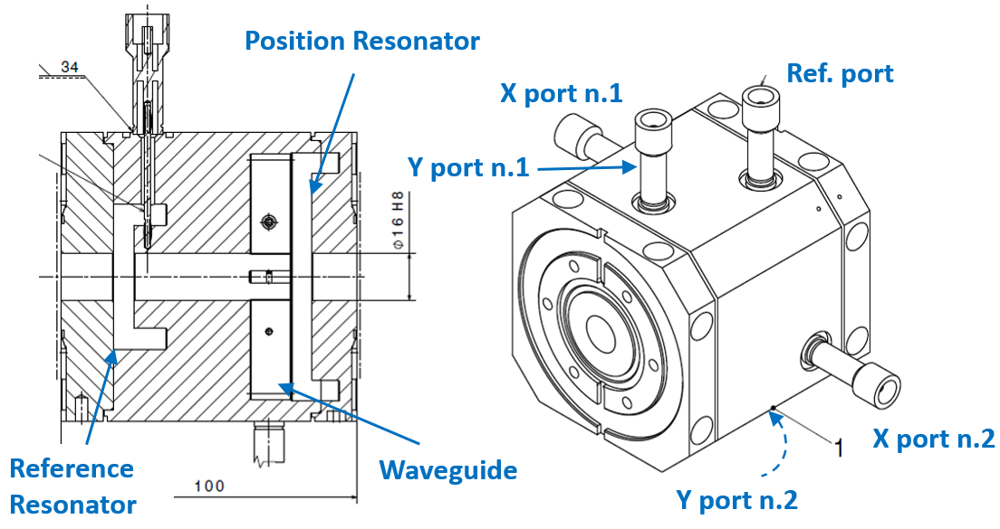 Position Resonator
34
X port n.1
Ref. port
Y port n.1
Φ16 H8
Reference
Resonator
Waveguide
100
1
X port n.2
Y port n.2